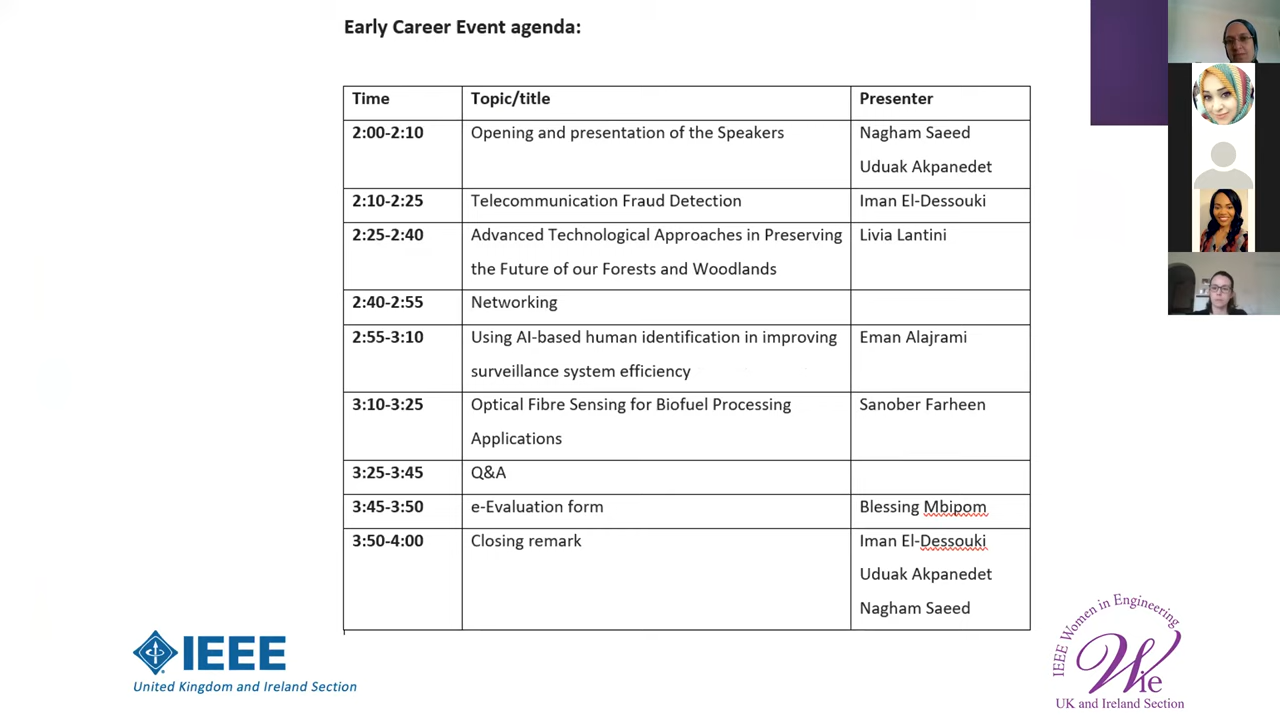 Early Career Event agenda:
Time Topic/title Presenter
2:00-2:10 Opening and presentation of the Speakers Nagham Saeed
Uduak Akpanedet
2:10-2:25 Telecommunication Fraud Detection Iman El-Dessouki
2:25-2:40 Advanced Technological Approaches in Preserving Livia Lantini
the Future of our Forests and Woodlands
2:40-2:55 Networking
2:55-3:10 Using AI-based human identification in improving Eman Alajrami
surveillance system efficiency
3:10-3:25 Optical Fibre Sensing for Biofuel Processing Sanober Farheen
Applications
3:25-3:45 Q&A
3:45-3:50 e-Evaluation form Blessing Mbipom
3:50-4:00 Closing remark Iman El-Dessouki
Uduak Akpanedet
Nagham Saeed
IEEE
United Kingdom and Ireland Section
IEEE Women in Engineering
Wie
UK and Ireland Section